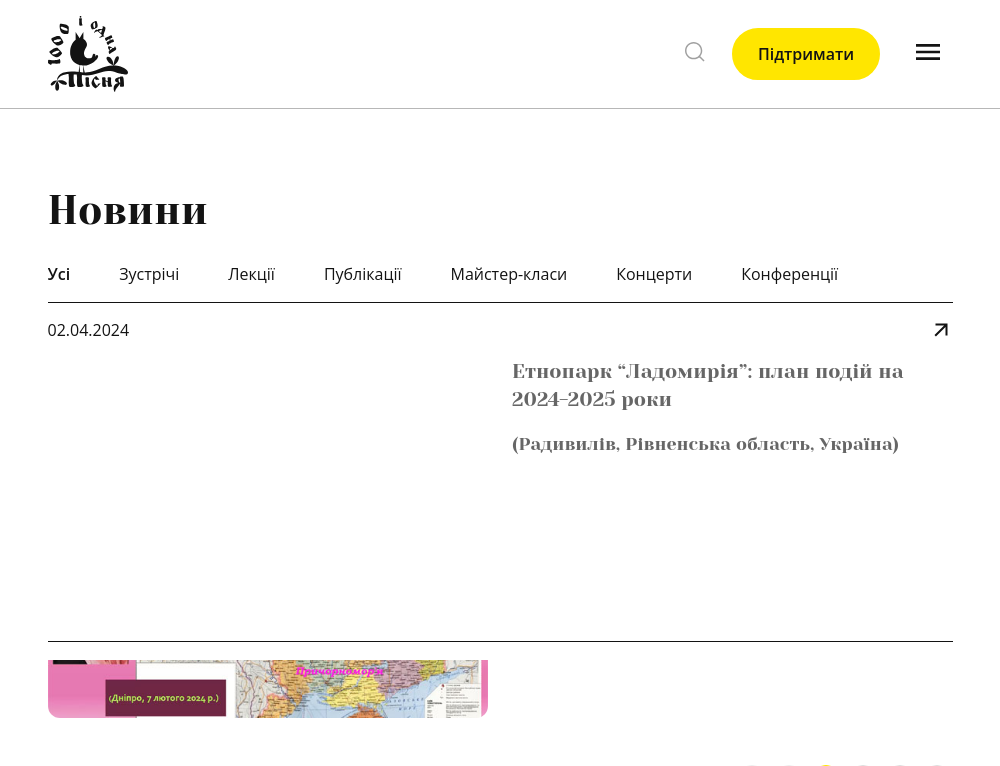 1000 і одна
Пісня
Підтримати
Новини
Усі Зустрічі Лекції Публікації Майстер-класи Концерти Конференції
02.04.2024
Етнопарк “Ладомирія”: план подій на
2024-2025 роки
(Радивилів, Рівненська область, Україна)
Причорномор'я
(Дніпро, 7 лютого 2024 р.)